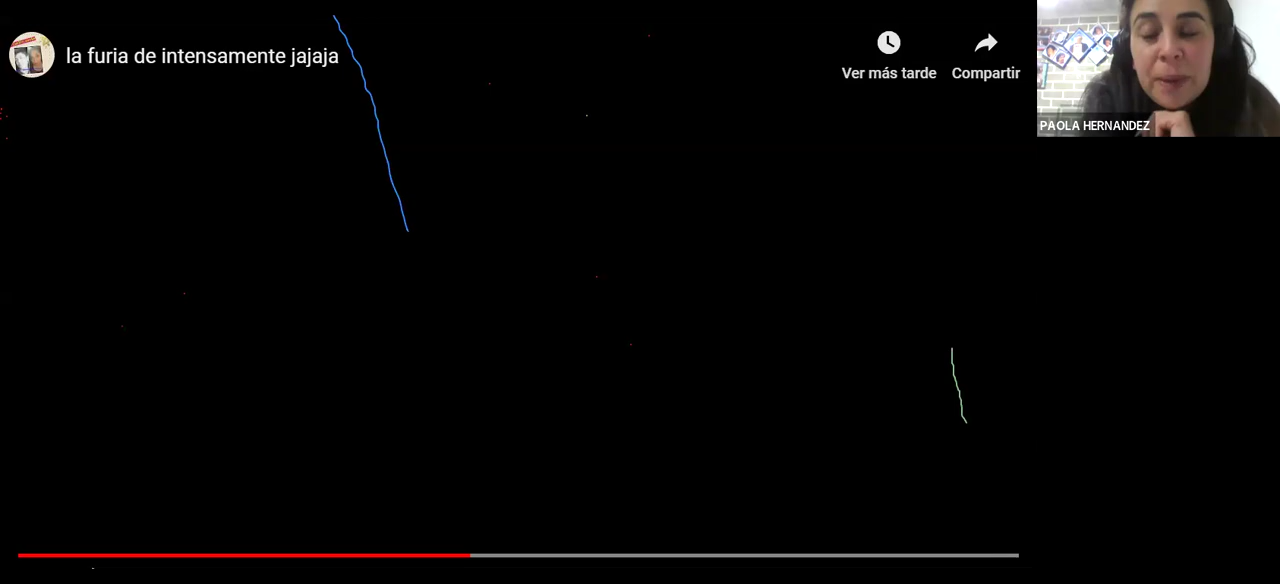 la furia de intensamente jajaja
Ver más tarde
Compartir
PAOLA HERNANDEZ